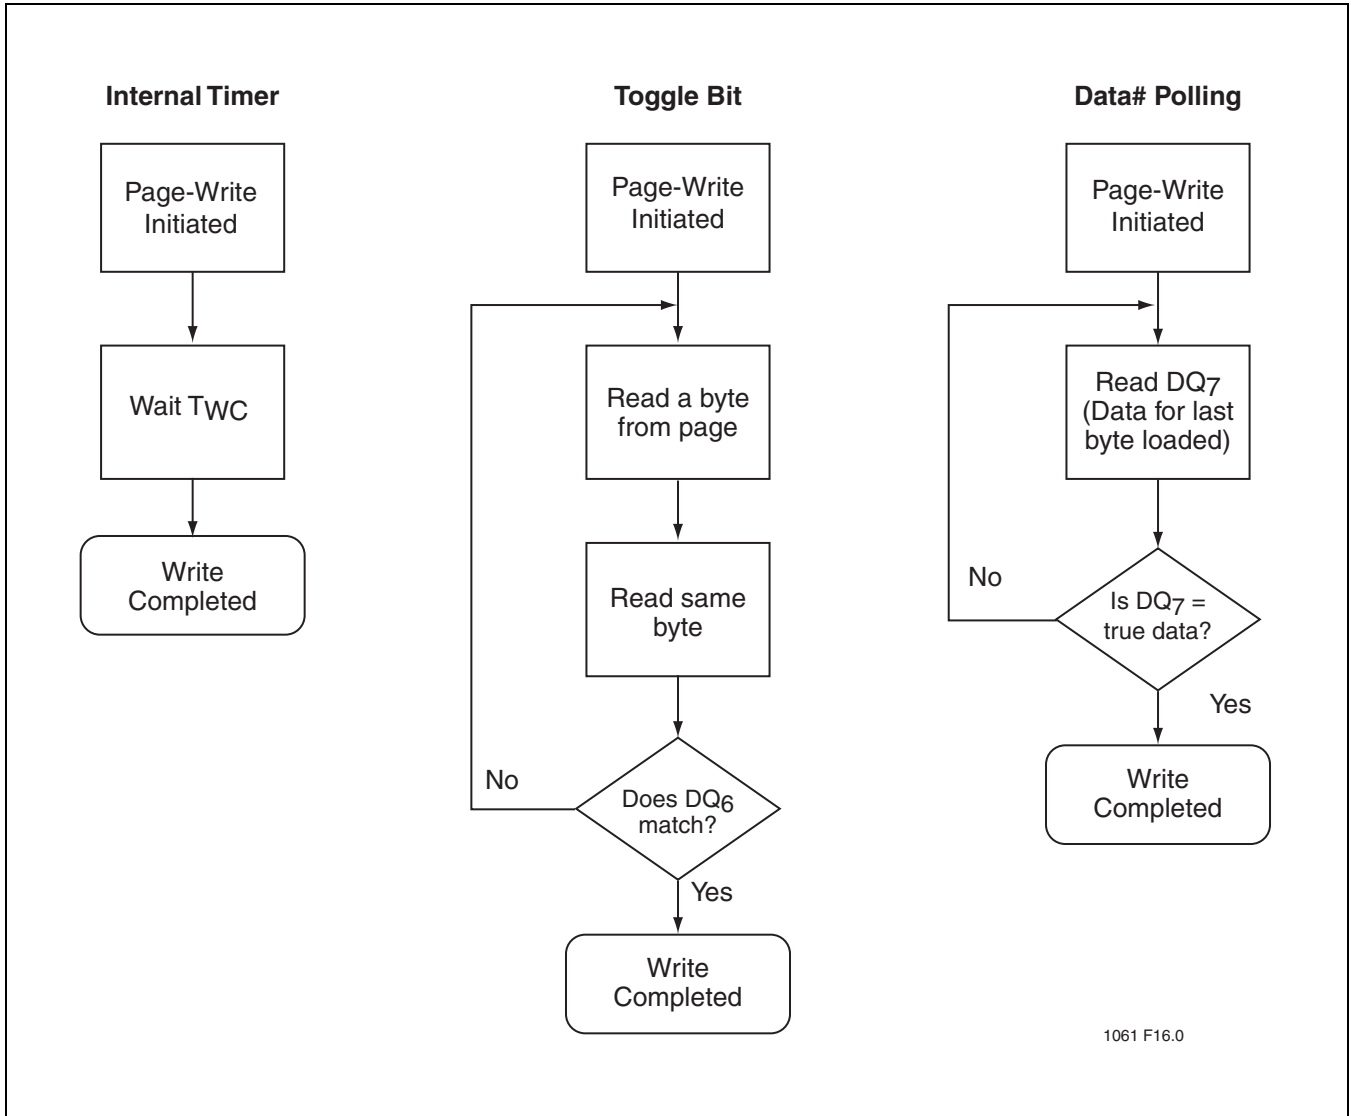 Internal Timer
Page-Write
Initiated
Wait TWC
Write
Completed
Toggle Bit
Page-Write
Initiated
Read a byte
from page
Read same
byte
No
Does DQ6
match?
Yes
Write
Completed
Data# Polling
Page-Write
Initiated
Read DQ7
(Data for last
byte loaded)
No
Is DQ7 =
true data?
Yes
Write
Completed
1061 F16.0